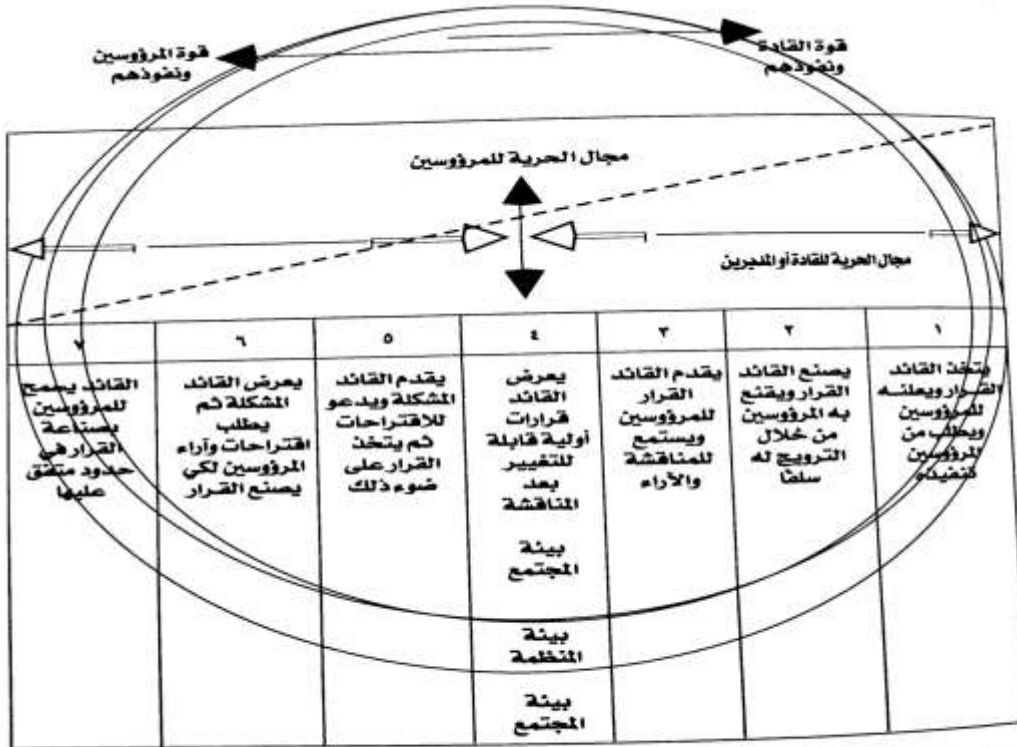 قوة القادة
ونفوذهم
قوة المرؤوسين
ونفوذهم
مجال الحرية للمرؤوسين
مجال الحرية للقادة أو المديرين
١
يتخذ القائد
القرار ويعلنه
للمرؤوسين
ويطلب من
المرؤوسين
تنفيذه
٢
يصنع القائد
القرار ويقنع
به المرؤوسين
من خلال
الترويج له
سلفًا
٣
يقدم القائد
القرار
للمرؤوسين
ويستمع
للمناقشة
والأراء
٤
يعرض
القائد
قرارات
أولية قابلة
للتغيير
بعد
المناقشة
٥
يقدم القائد
المشكلة ويدعو
للاقتراحات
ثم يتخذ
القرار على
ضوء ذلك
٦
يعرض القائد
المشكلة ثم
يطلب
اقتراحات وآراء
المرؤوسين لكي
يصنع القرار
٧
القائد يسمح
للمرؤوسين
بصناعة
القرار في
حدود متفق
عليها
بيئة
المجتمع
بيئة
المنظمة
بيئة
المجتمع